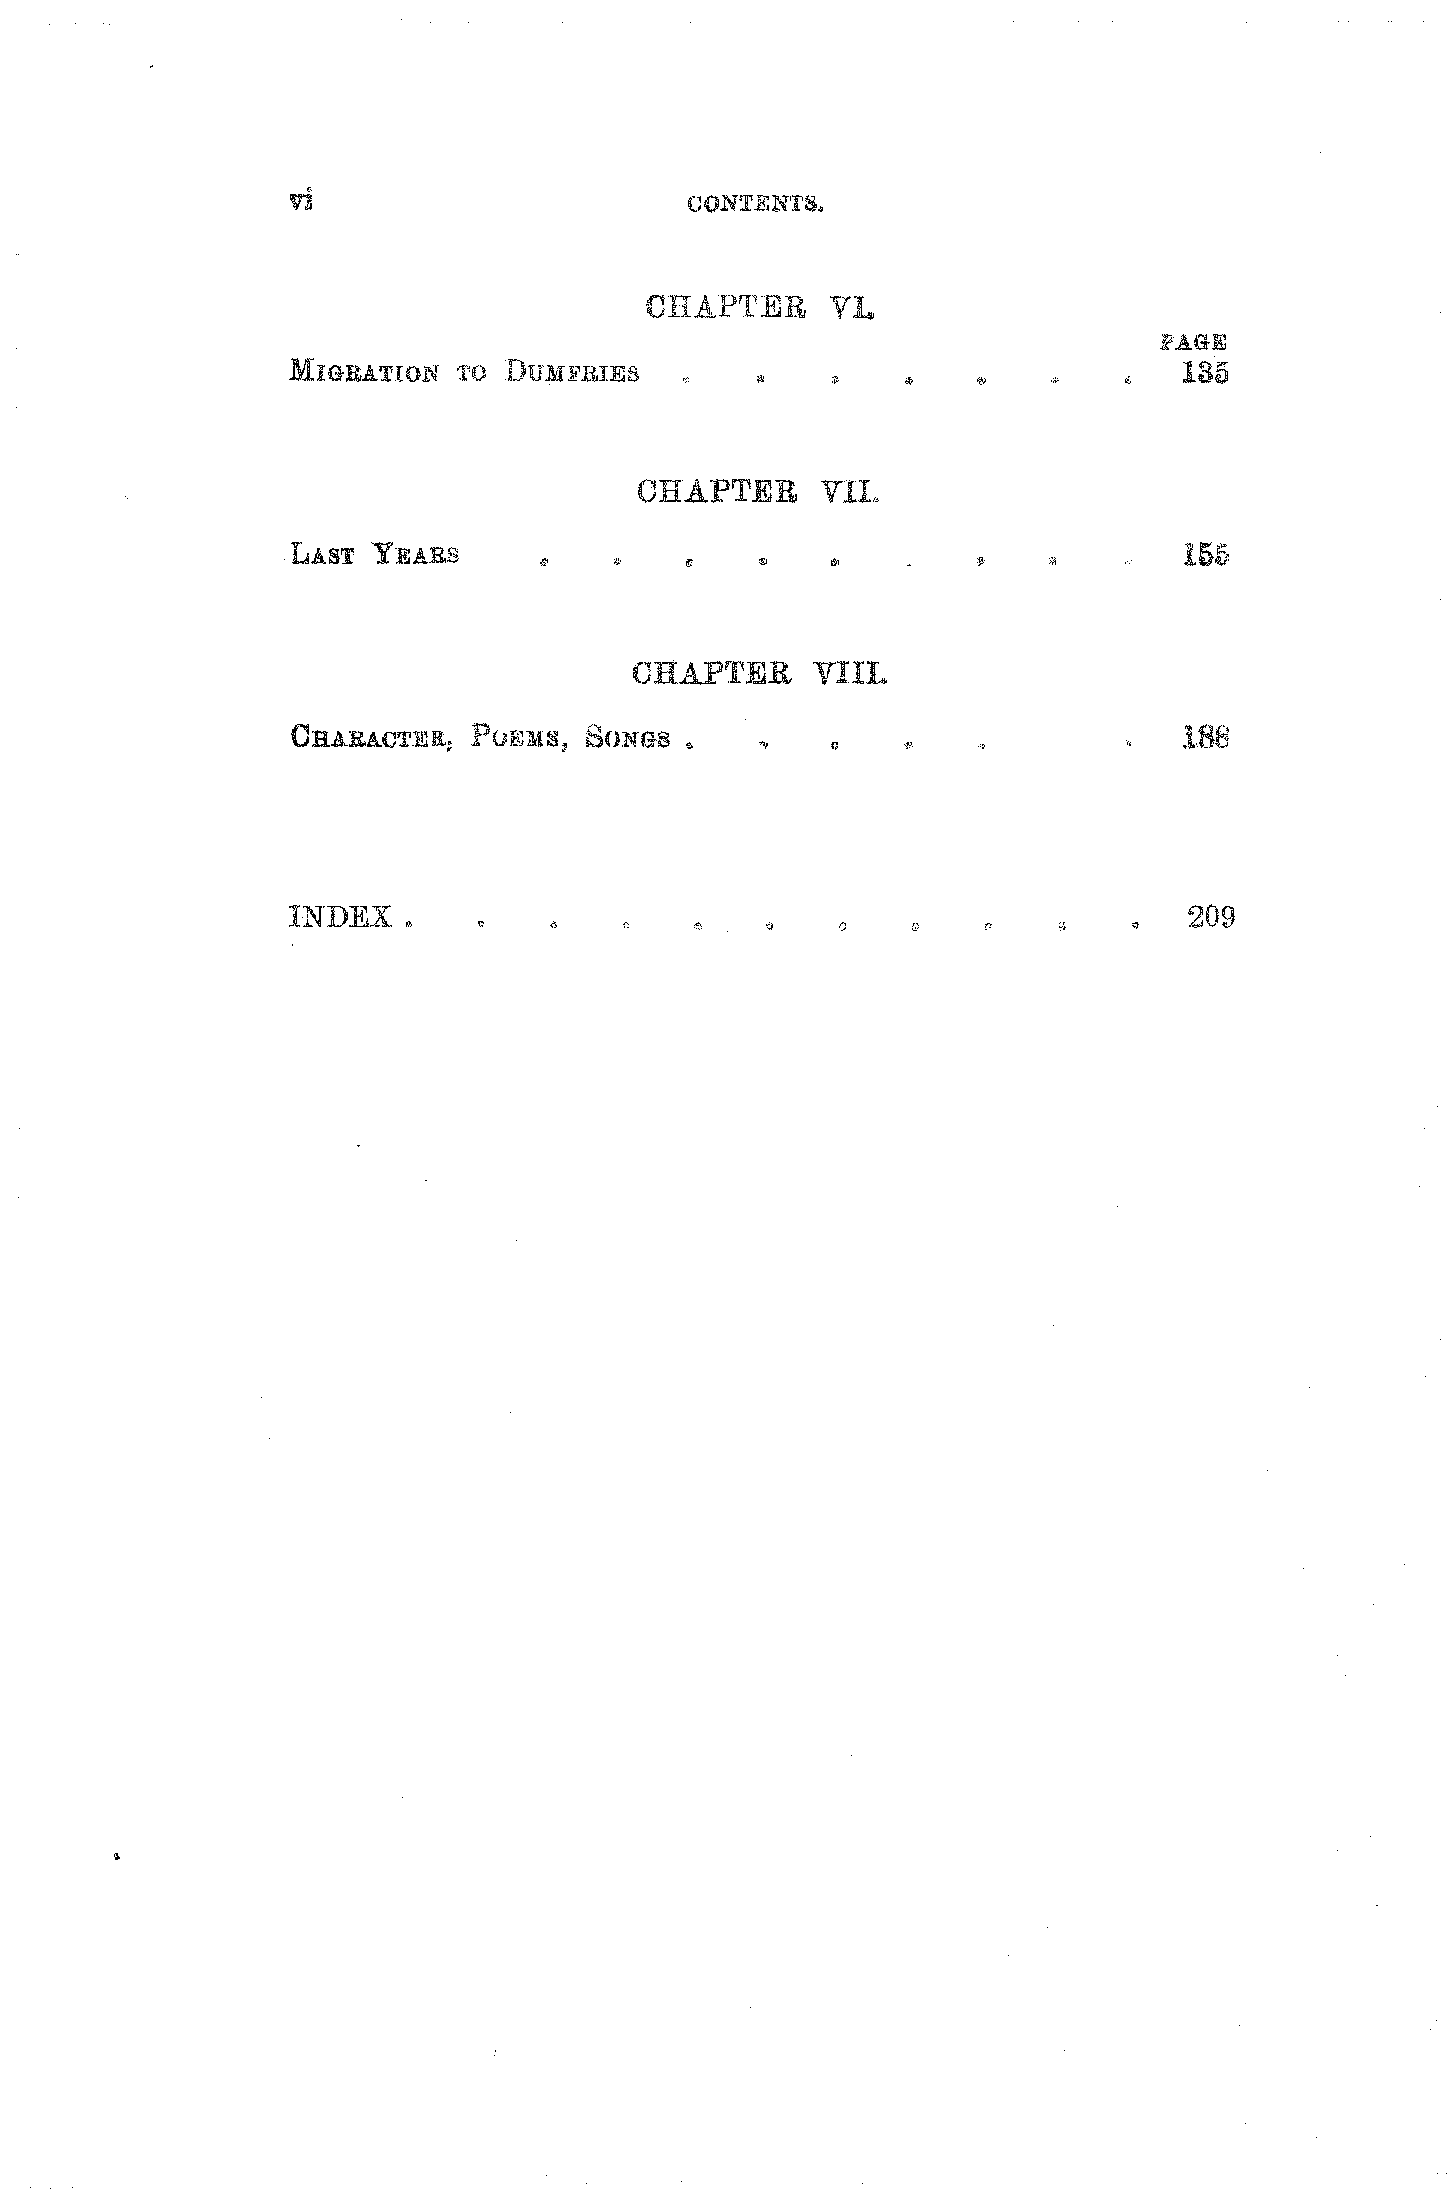 vi CONTENTS.
CHAPTER VI.
PAGE
MIGRATION TO DUMFRIES . . . . . . . 135
CHAPTER VII.
LAST YEARS . . . . . . . . . 155
CHAPTER VIII.
CHARACTER, POEMS, SONGS . . . . . . 188
INDEX . . . . . . . . . . . 209